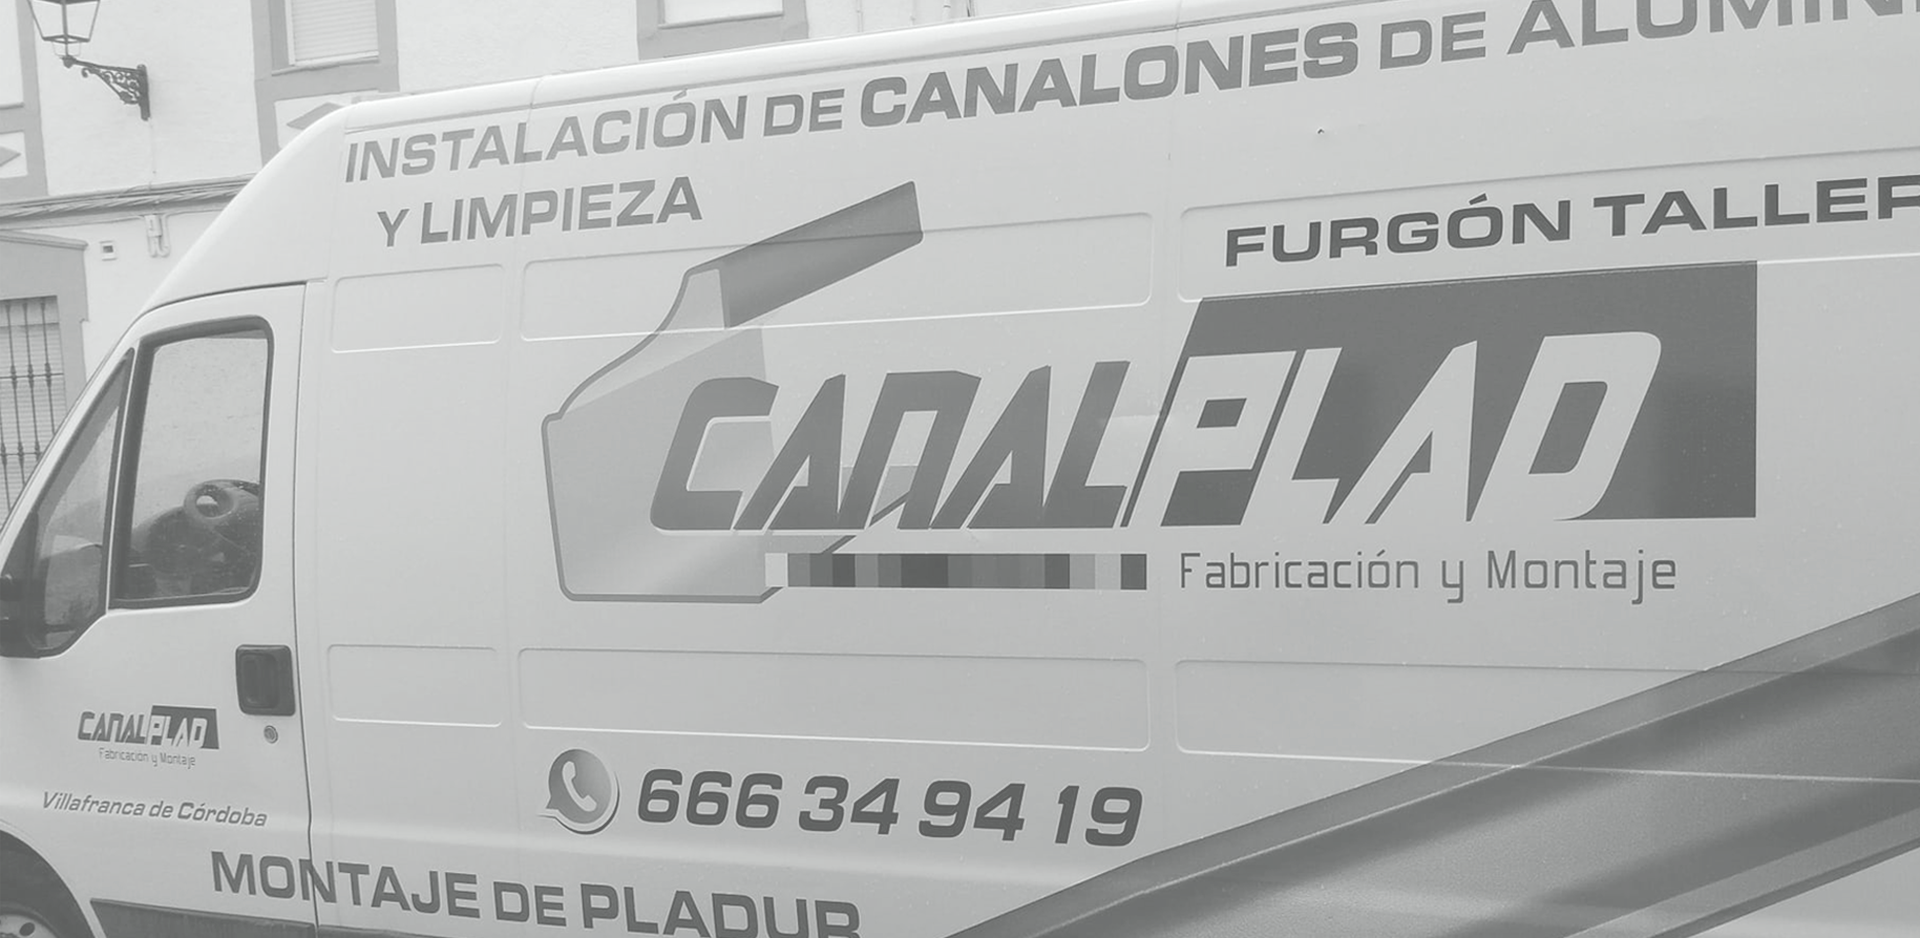 INSTALACIÓN DE CANALONES DE ALUMIN
Y LIMPIEZA
FURGÓN TALLER
CANALPLAD
Fabricación y Montaje
CANALPLAD
Fabricación y Montaje
Villafranca de Córdoba
666 34 94 19
MONTAJE DE PLADUR